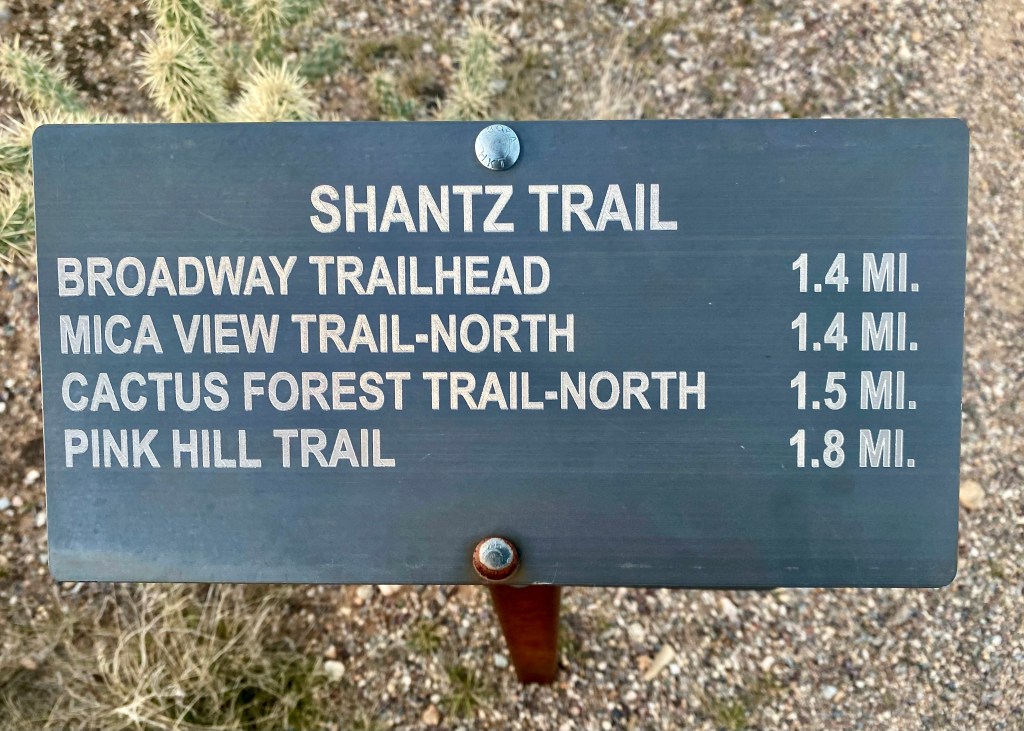 SHANTZ TRAIL
BROADWAY TRAILHEAD 1.4 MI.
MICA VIEW TRAIL-NORTH 1.4 MI.
CACTUS FOREST TRAIL-NORTH 1.5 MI.
PINK HILL TRAIL 1.8 MI.